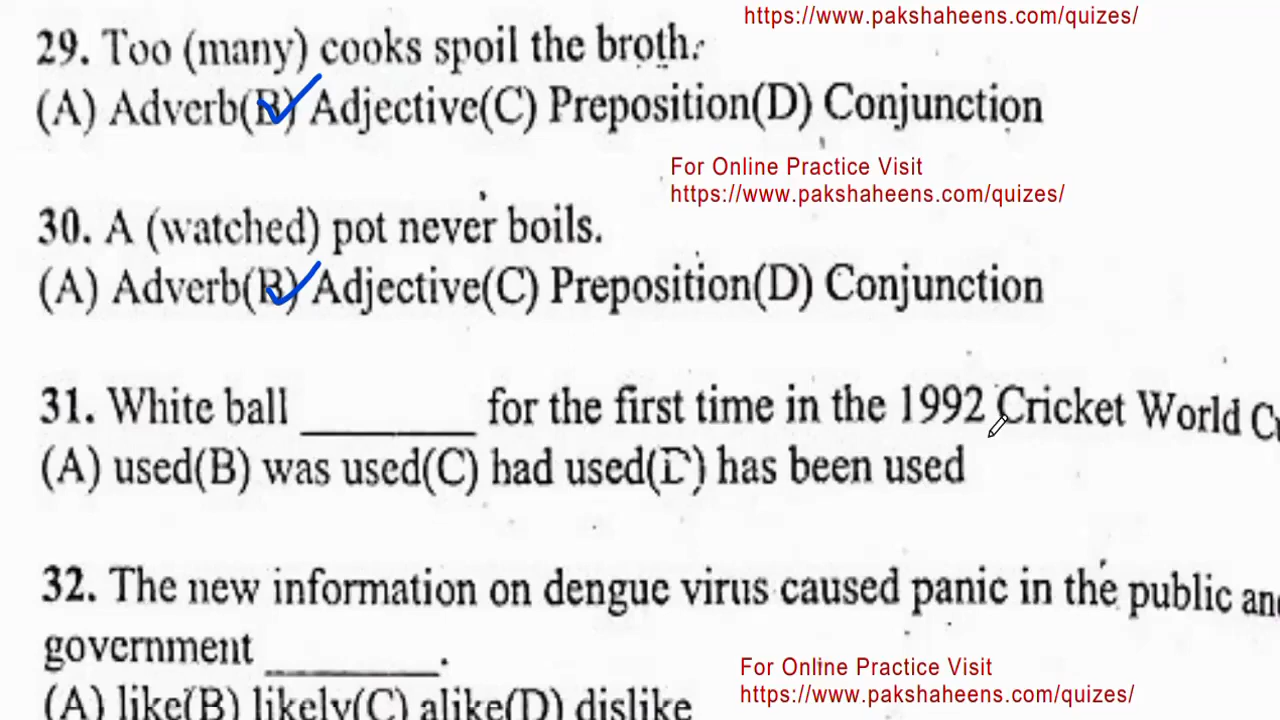 https://www.pakshaheens.com/quizes/
29. Too (many) cooks spoil the broth.
(A) Adverb(B) Adjective(C) Preposition(D) Conjunction
For Online Practice Visit
https://www.pakshaheens.com/quizes/
30. A (watched) pot never boils.
(A) Adverb(B) Adjective(C) Preposition(D) Conjunction
31. White ball ________ for the first time in the 1992 Cricket World
(A) used(B) was used(C) had used(D) has been used
32. The new information on dengue virus caused panic in the public
government ________.
For Online Practice Visit
https://www.pakshaheens.com/quizes/
(A) like(B) likely(C) alike(D) dislike